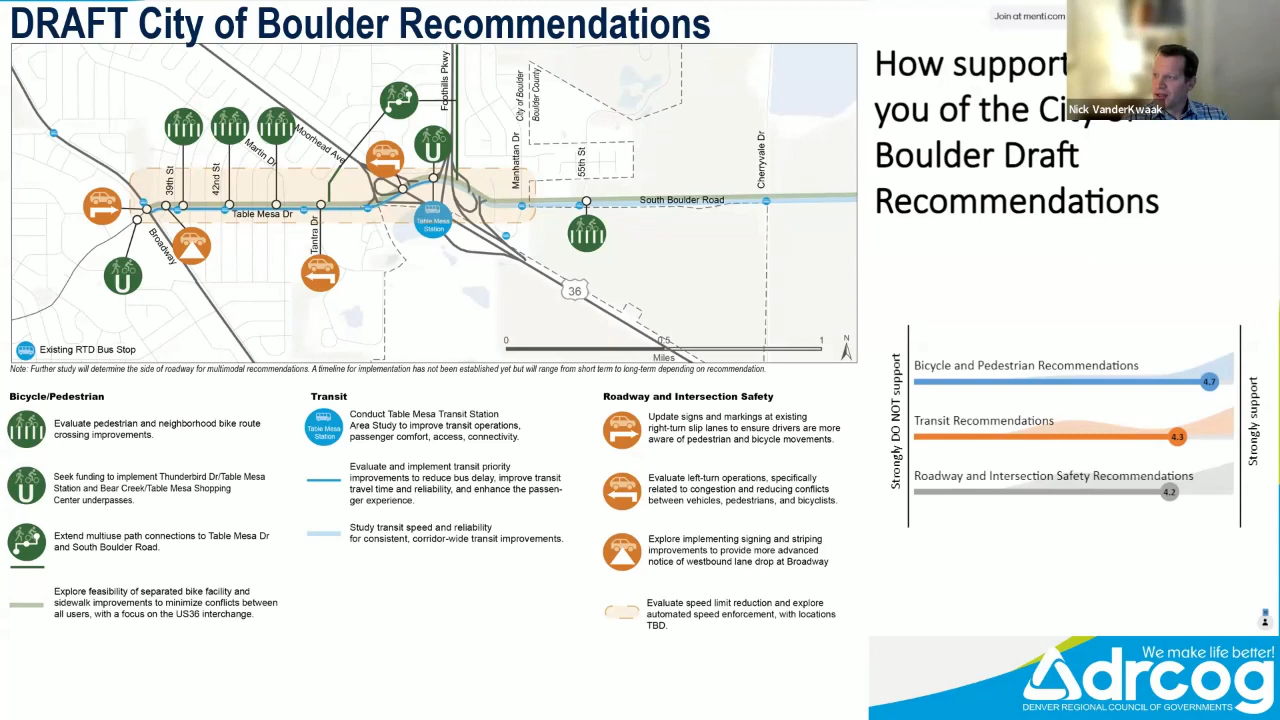 DRAFT City of Boulder Recommendations
Join at menti.com
Nick VanderKwaak
How support
you of the City of
Boulder Draft
Recommendations
Foothills Pkwy
City of Boulder
Boulder County
Moorhead Ave
Martin Dr
39th St
42nd St
Manhattan Dr
55th St
Cherryvale Dr
Table Mesa Dr
South Boulder Road
Table Mesa
Station
Tantra Dr
Broadway
36
Existing RTD Bus Stop
0
0.5
1
Miles
N
Note: Further study will determine the side of roadway for multimodal recommendations. A timeline for implementation has not been established yet but will range from short term to long-term depending on recommendation.
Bicycle/Pedestrian
Evaluate pedestrian and neighborhood bike route
crossing improvements.
Seek funding to implement Thunderbird Dr/Table Mesa
Station and Bear Creek/Table Mesa Shopping
Center underpasses.
Extend multiuse path connections to Table Mesa Dr
and South Boulder Road.
Explore feasibility of separated bike facility and
sidewalk improvements to minimize conflicts between
all users, with a focus on the US36 interchange.
Transit
Table Mesa
Station
Conduct Table Mesa Transit Station
Area Study to improve transit operations,
passenger comfort, access, connectivity.
Evaluate and implement transit priority
improvements to reduce bus delay, improve transit
travel time and reliability, and enhance the passen-
ger experience.
Study transit speed and reliability
for consistent, corridor-wide transit improvements.
Roadway and Intersection Safety
Update signs and markings at existing
right-turn slip lanes to ensure drivers are more
aware of pedestrian and bicycle movements.
Evaluate left-turn operations, specifically
related to congestion and reducing conflicts
between vehicles, pedestrians, and bicyclists.
Explore implementing signing and striping
improvements to provide more advanced
notice of westbound lane drop at Broadway
Evaluate speed limit reduction and explore
automated speed enforcement, with locations
TBD.
Strongly DO NOT support
Bicycle and Pedestrian Recommendations
4.7
Transit Recommendations
4.3
Roadway and Intersection Safety Recommendations
4.2
Strongly support
We make life better!
drcog
DENVER REGIONAL COUNCIL OF GOVERNMENTS